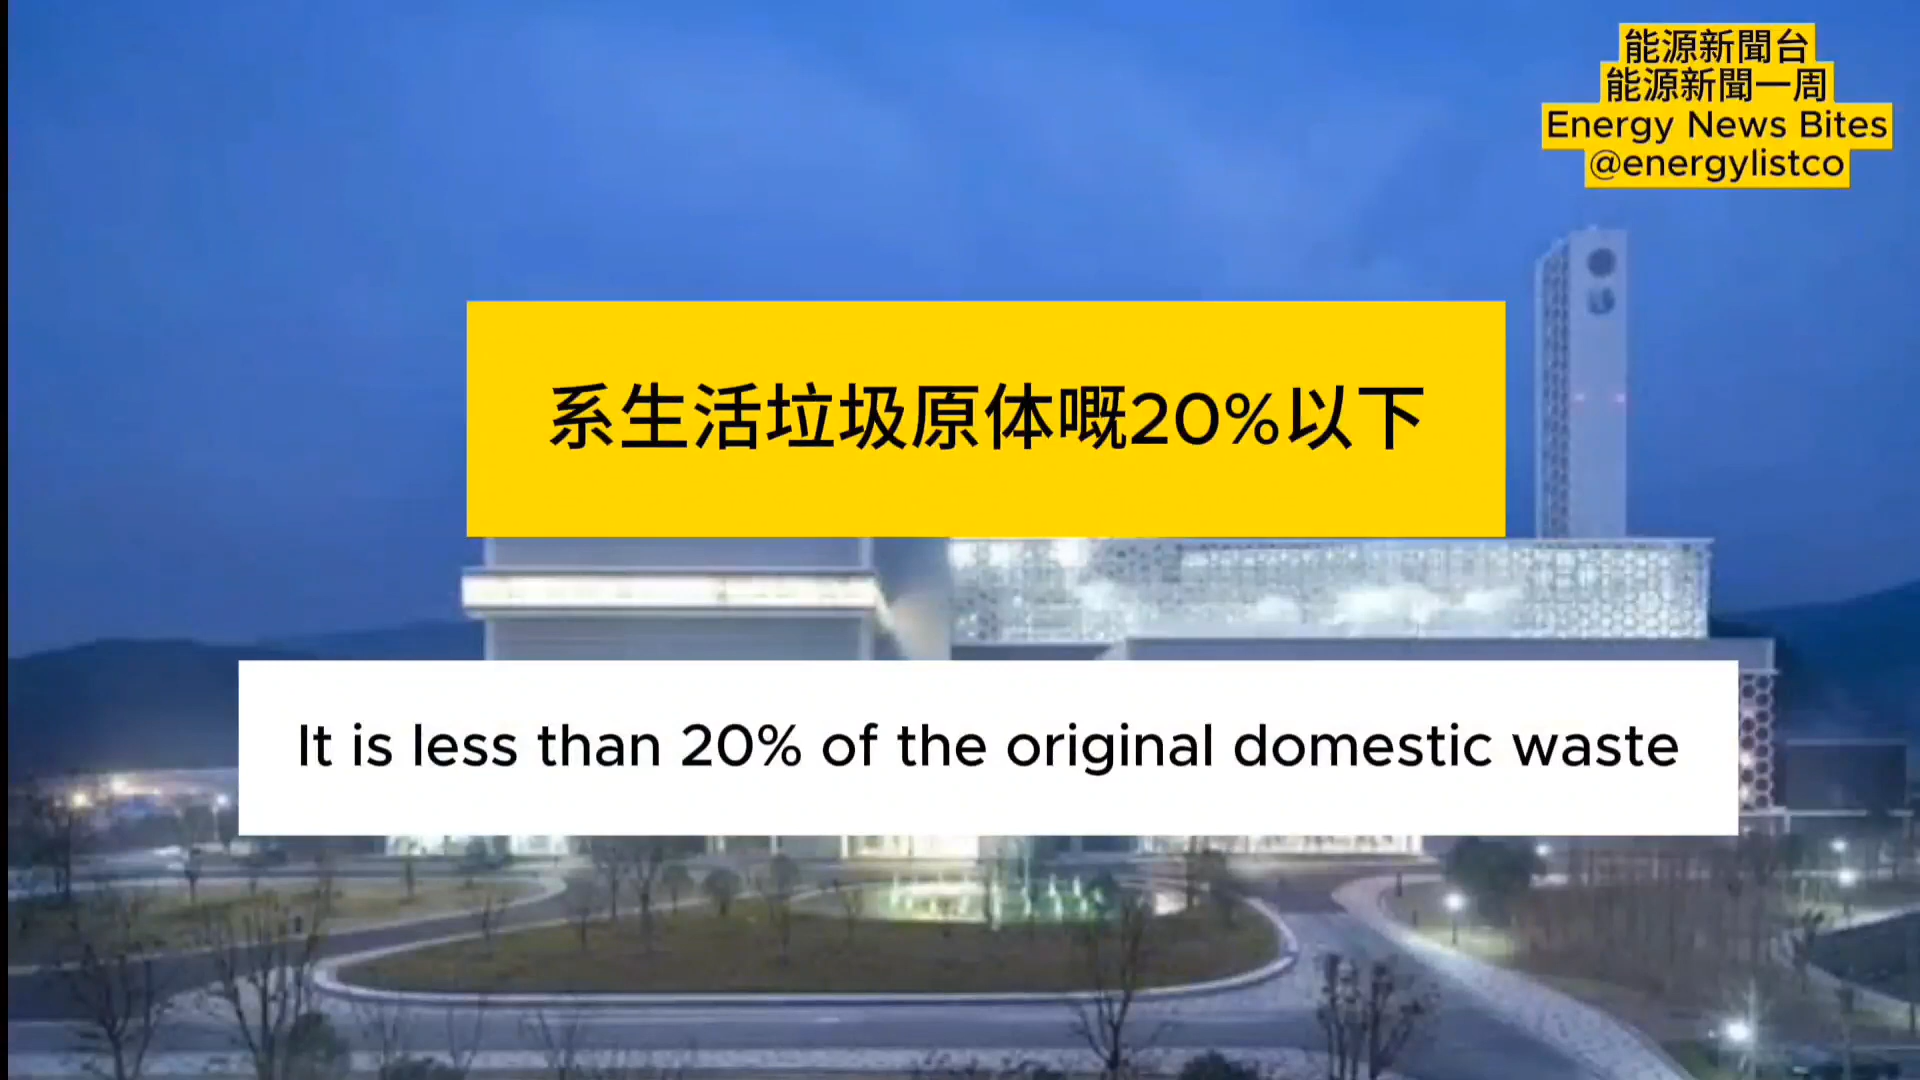 能源新聞台
能源新聞一周
Energy News Bites
@energylistco
系生活垃圾原体嘅20%以下
It is less than 20% of the original domestic waste